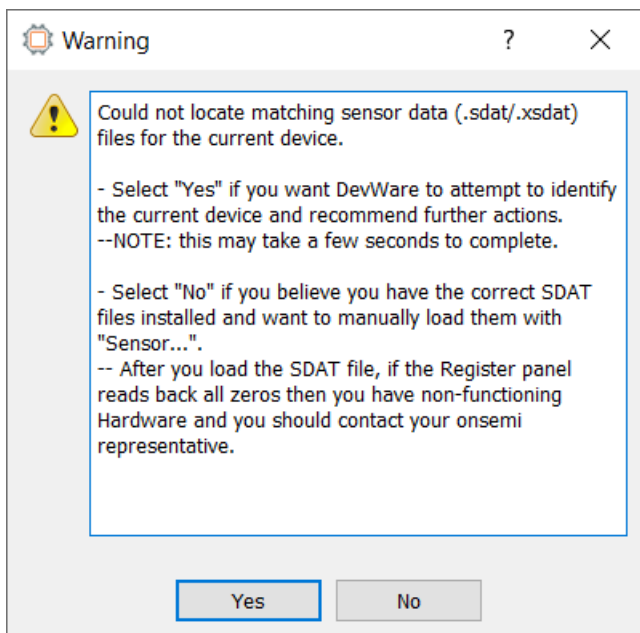 Warning
?
Could not locate matching sensor data (.sdat/.xsdat)
files for the current device.
- Select "Yes" if you want DevWare to attempt to identify
the current device and recommend further actions.
--NOTE: this may take a few seconds to complete.
- Select "No" if you believe you have the correct SDAT
files installed and want to manually load them with
"Sensor...".
-- After you load the SDAT file, if the Register panel
reads back all zeros then you have non-functioning
Hardware and you should contact your onsemi
representative.
Yes
No